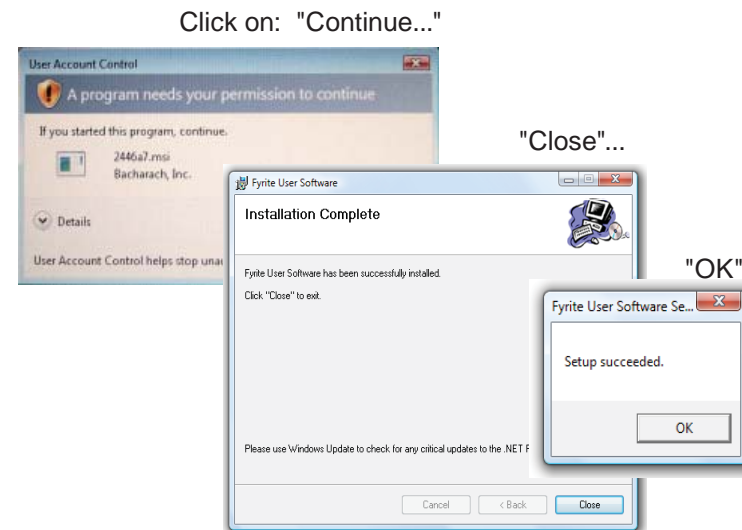 Click on: "Continue..."
User Account Control
A program needs your permission to continue
If you started this program, continue.
2446a7.msi
Bacharach, Inc.
Details
User Account Control helps stop
"Close"...
Fyrite User Software
Installation Complete
Fyrite User Software has been successfully installed.
Click "Close" to exit.
Please use Windows Update to check for any critical updates to the .NET
Cancel
< Back
Close
"OK"
Fyrite User Software Se...
Setup succeeded.
OK